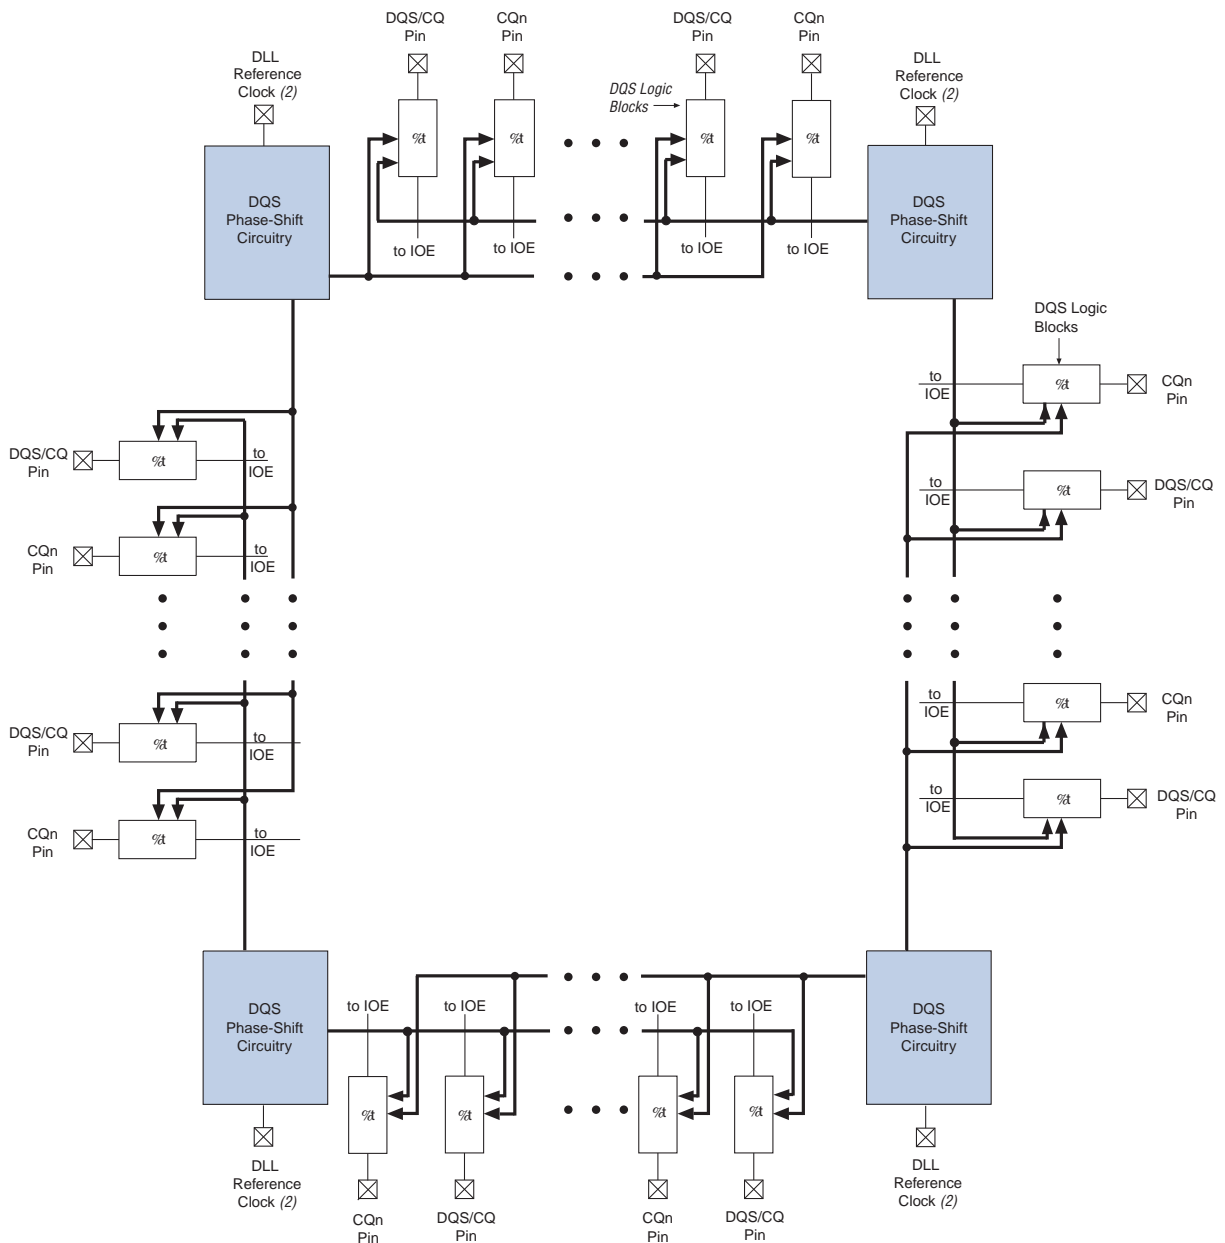 DQS/CQ
Pin
CQn
Pin
DQS/CQ
Pin
CQn
Pin
DLL
Reference
Clock (2)
DLL
Reference
Clock (2)
DQS Logic
Blocks
%t
%t
%t
%t
DQS
Phase-Shift
Circuitry
DQS
Phase-Shift
Circuitry
to IOE
to IOE
to IOE
to IOE
DQS Logic
Blocks
to
IOE
%t
CQn
Pin
DQS/CQ
Pin
%t
to
IOE
to
IOE
%t
DQS/CQ
Pin
CQn
Pin
%t
to
IOE
to
IOE
%t
CQn
Pin
DQS/CQ
Pin
%t
to
IOE
to
IOE
%t
DQS/CQ
Pin
CQn
Pin
%t
to
IOE
DQS
Phase-Shift
Circuitry
to IOE
to IOE
to IOE
to IOE
DQS
Phase-Shift
Circuitry
%t
%t
%t
%t
DLL
Reference
Clock (2)
DLL
Reference
Clock (2)
CQn
Pin
DQS/CQ
Pin
CQn
Pin
DQS/CQ
Pin